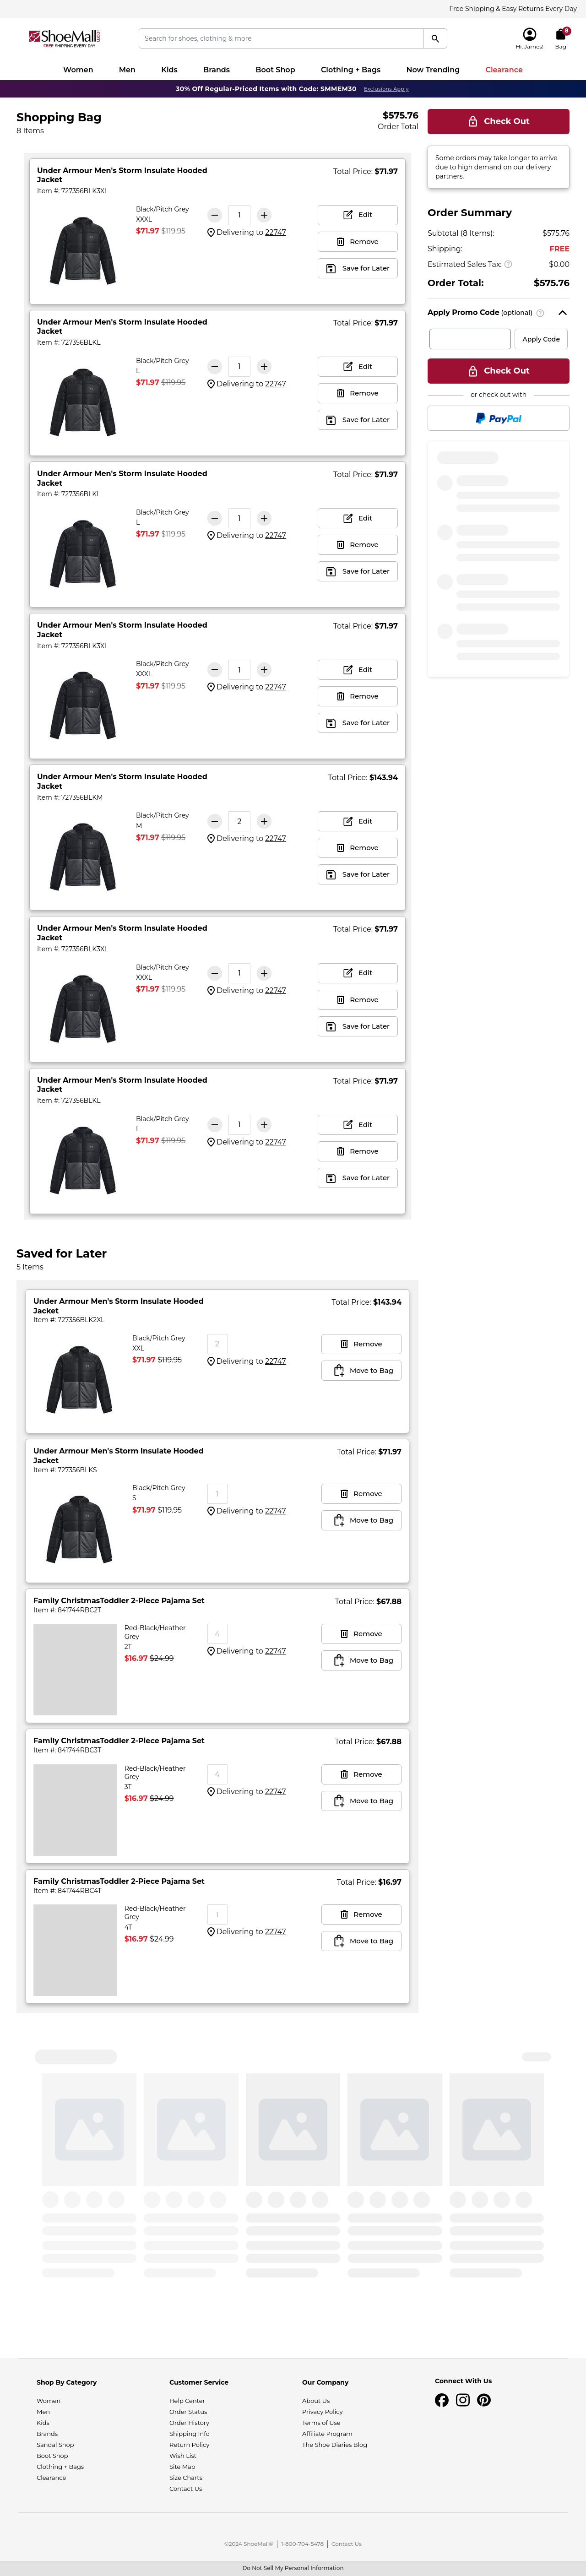 Free Shipping & Easy Returns Every Day
ShoeMall
FREE SHIPPING EVERY DAY
Search for shoes, clothing & more
Hi, James!
8
Bag
Women Men Kids Brands Boot Shop Clothing + Bags Now Trending Clearance
30% Off Regular-Priced Items with Code: SMMEM30 Exclusions Apply
Shopping Bag
8 Items
$575.76
Order Total
Under Armour Men's Storm Insulate Hooded
Jacket
Item #: 727356BLK3XL
Total Price: $71.97
Black/Pitch Grey
XXXL
$71.97 $119.95
1
Delivering to 22747
Edit
Remove
Save for Later
Under Armour Men's Storm Insulate Hooded
Jacket
Item #: 727356BLKL
Total Price: $71.97
Black/Pitch Grey
L
$71.97 $119.95
1
Delivering to 22747
Edit
Remove
Save for Later
Under Armour Men's Storm Insulate Hooded
Jacket
Item #: 727356BLKL
Total Price: $71.97
Black/Pitch Grey
L
$71.97 $119.95
1
Delivering to 22747
Edit
Remove
Save for Later
Under Armour Men's Storm Insulate Hooded
Jacket
Item #: 727356BLK3XL
Total Price: $71.97
Black/Pitch Grey
XXXL
$71.97 $119.95
1
Delivering to 22747
Edit
Remove
Save for Later
Under Armour Men's Storm Insulate Hooded
Jacket
Item #: 727356BLKM
Total Price: $143.94
Black/Pitch Grey
M
$71.97 $119.95
2
Delivering to 22747
Edit
Remove
Save for Later
Under Armour Men's Storm Insulate Hooded
Jacket
Item #: 727356BLK3XL
Total Price: $71.97
Black/Pitch Grey
XXXL
$71.97 $119.95
1
Delivering to 22747
Edit
Remove
Save for Later
Under Armour Men's Storm Insulate Hooded
Jacket
Item #: 727356BLKL
Total Price: $71.97
Black/Pitch Grey
L
$71.97 $119.95
1
Delivering to 22747
Edit
Remove
Save for Later
Check Out
Some orders may take longer to arrive
due to high demand on our delivery
partners.
Order Summary
Subtotal (8 Items): $575.76
Shipping: FREE
Estimated Sales Tax: ? $0.00
Order Total: $575.76
Apply Promo Code (optional) ?
Apply Code
Check Out
or check out with
PayPal
Saved for Later
5 Items
Under Armour Men's Storm Insulate Hooded
Jacket
Item #: 727356BLK2XL
Total Price: $143.94
Black/Pitch Grey
XXL
$71.97 $119.95
2
Delivering to 22747
Remove
Move to Bag
Under Armour Men's Storm Insulate Hooded
Jacket
Item #: 727356BLKS
Total Price: $71.97
Black/Pitch Grey
S
$71.97 $119.95
1
Delivering to 22747
Remove
Move to Bag
Family ChristmasToddler 2-Piece Pajama Set
Item #: 841744RBC2T
Total Price: $67.88
Red-Black/Heather
Grey
2T
$16.97 $24.99
4
Delivering to 22747
Remove
Move to Bag
Family ChristmasToddler 2-Piece Pajama Set
Item #: 841744RBC3T
Total Price: $67.88
Red-Black/Heather
Grey
3T
$16.97 $24.99
4
Delivering to 22747
Remove
Move to Bag
Family ChristmasToddler 2-Piece Pajama Set
Item #: 841744RBC4T
Total Price: $16.97
Red-Black/Heather
Grey
4T
$16.97 $24.99
1
Delivering to 22747
Remove
Move to Bag
Shop By Category
Women
Men
Kids
Brands
Sandal Shop
Boot Shop
Clothing + Bags
Clearance
Customer Service
Help Center
Order Status
Order History
Shipping Info
Return Policy
Wish List
Site Map
Size Charts
Contact Us
Our Company
About Us
Privacy Policy
Terms of Use
Affiliate Program
The Shoe Diaries Blog
Connect With Us
©2024 ShoeMall® | 1-800-704-5478 | Contact Us
Do Not Sell My Personal Information